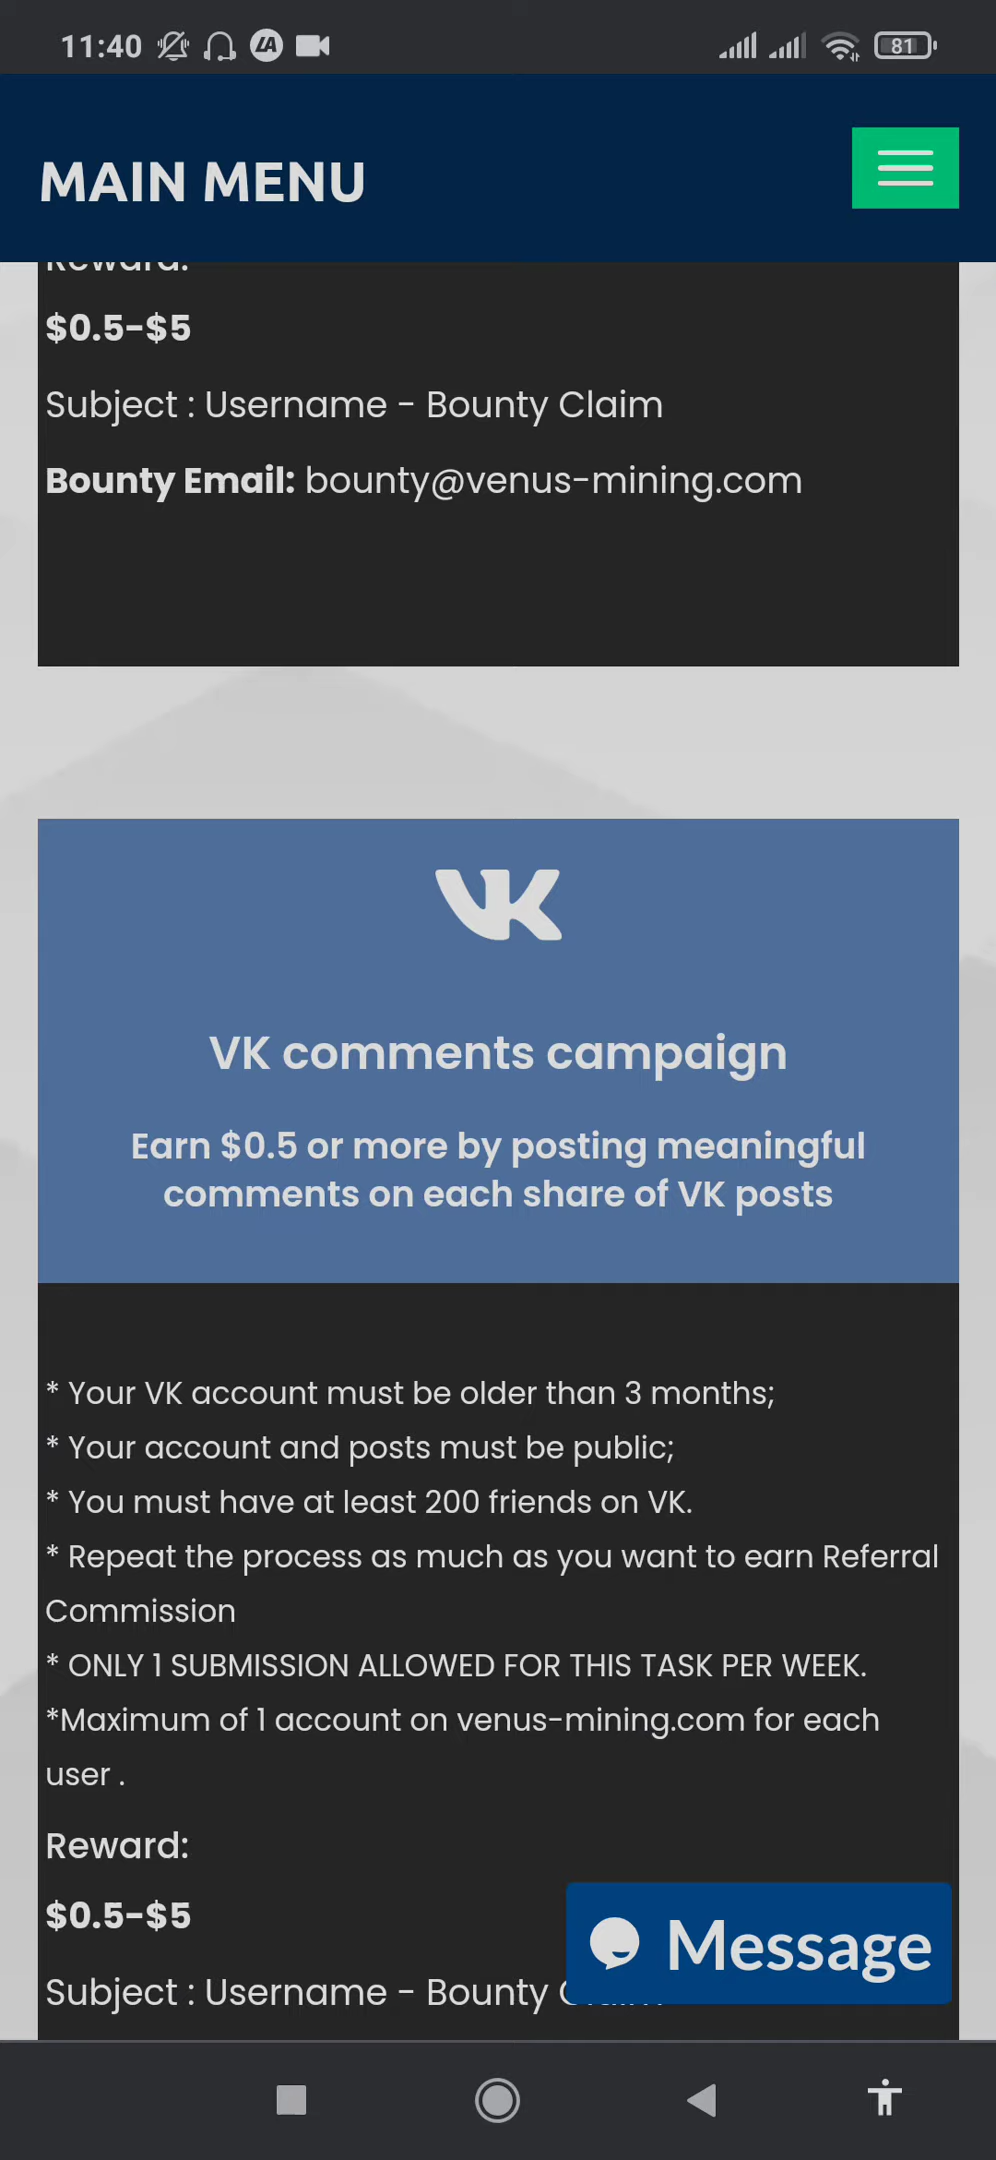 11:40
81
MAIN MENU
Reward:
$0.5-$5
Subject : Username - Bounty Claim
Bounty Email: bounty@venus-mining.com
VK comments campaign
Earn $0.5 or more by posting meaningful
comments on each share of VK posts
* Your VK account must be older than 3 months;
* Your account and posts must be public;
* You must have at least 200 friends on VK.
* Repeat the process as much as you want to earn Referral
Commission
* ONLY 1 SUBMISSION ALLOWED FOR THIS TASK PER WEEK.
*Maximum of 1 account on venus-mining.com for each
user .
Reward:
$0.5-$5
Message
Subject : Username - Bounty Claim